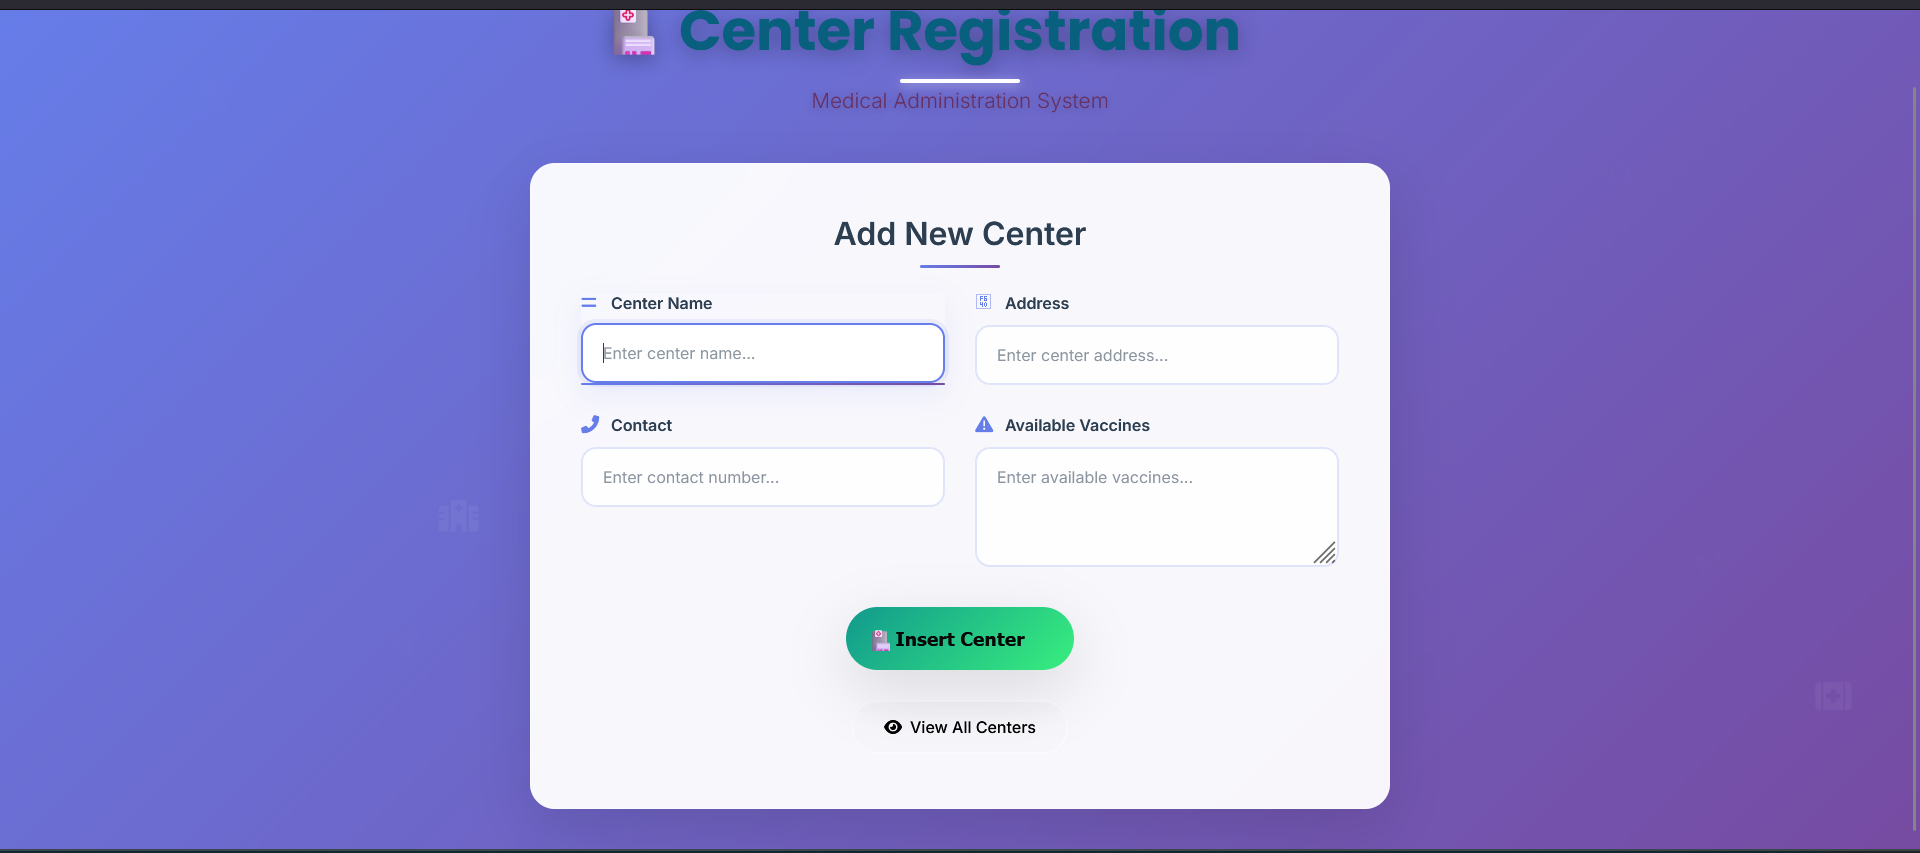 Center Registration
Medical Administration System
Add New Center
Center Name
Address
Enter center name...
Enter center address...
Contact
Available Vaccines
Enter contact number...
Enter available vaccines...
Insert Center
View All Centers